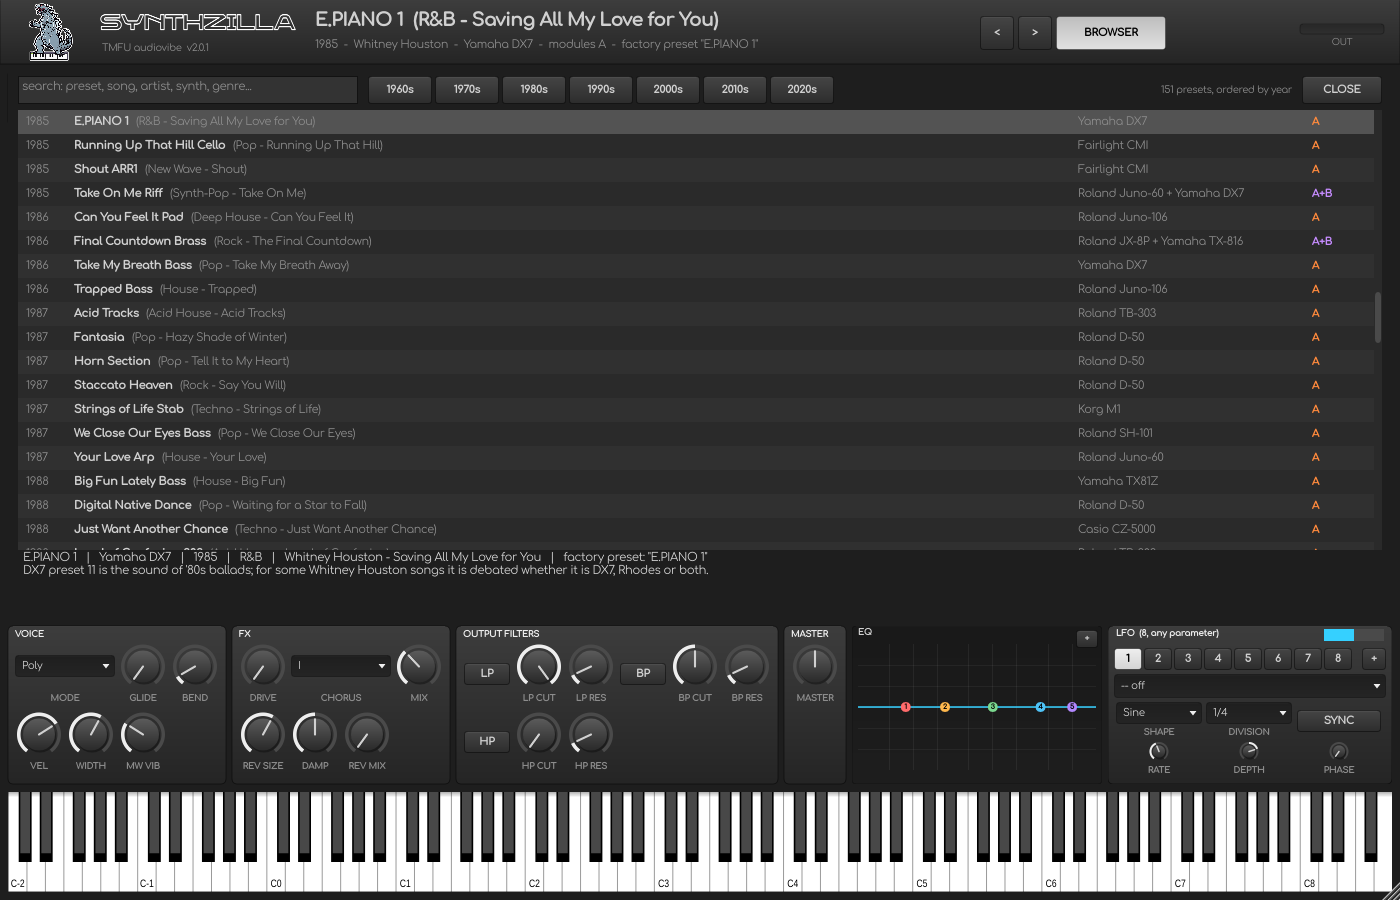 SYNTHZILLA
TMFU audiovibe v2.0.1
E.PIANO 1 (R&B - Saving All My Love for You)
1985 - Whitney Houston - Yamaha DX7 - modules A - factory preset "E.PIANO 1"
< > BROWSER
OUT
search: preset, song, artist, synth, genre...
1960s 1970s 1980s 1990s 2000s 2010s 2020s
151 presets, ordered by year CLOSE
1985 E.PIANO 1 (R&B - Saving All My Love for You) Yamaha DX7 A
1985 Running Up That Hill Cello (Pop - Running Up That Hill) Fairlight CMI A
1985 Shout ARR1 (New Wave - Shout) Fairlight CMI A
1985 Take On Me Riff (Synth-Pop - Take On Me) Roland Juno-60 + Yamaha DX7 A+B
1986 Can You Feel It Pad (Deep House - Can You Feel It) Roland Juno-106 A
1986 Final Countdown Brass (Rock - The Final Countdown) Roland JX-8P + Yamaha TX-816 A+B
1986 Take My Breath Bass (Pop - Take My Breath Away) Yamaha DX7 A
1986 Trapped Bass (House - Trapped) Roland Juno-106 A
1987 Acid Tracks (Acid House - Acid Tracks) Roland TB-303 A
1987 Fantasia (Pop - Hazy Shade of Winter) Roland D-50 A
1987 Horn Section (Pop - Tell It to My Heart) Roland D-50 A
1987 Staccato Heaven (Rock - Say You Will) Roland D-50 A
1987 Strings of Life Stab (Techno - Strings of Life) Korg M1 A
1987 We Close Our Eyes Bass (Pop - We Close Our Eyes) Roland SH-101 A
1987 Your Love Arp (House - Your Love) Roland Juno-60 A
1988 Big Fun Lately Bass (House - Big Fun) Yamaha TX81Z A
1988 Digital Native Dance (Pop - Waiting for a Star to Fall) Roland D-50 A
1988 Just Want Another Chance (Techno - Just Want Another Chance) Casio CZ-5000 A
E.PIANO 1 | Yamaha DX7 | 1985 | R&B | Whitney Houston - Saving All My Love for You | factory preset: "E.PIANO 1"
DX7 preset 11 is the sound of '80s ballads; for some Whitney Houston songs it is debated whether it is DX7, Rhodes or both.
VOICE
Poly
MODE GLIDE BEND
VEL WIDTH MW VIB
FX
I
DRIVE CHORUS MIX
REV SIZE DAMP REV MIX
OUTPUT FILTERS
LP BP
LP CUT LP RES BP CUT BP RES
HP
HP CUT HP RES
MASTER
MASTER
EQ +
1 2 3 4 5
LFO (8, any parameter)
1 2 3 4 5 6 7 8 +
-- off
Sine 1/4 SYNC
SHAPE DIVISION
RATE DEPTH PHASE
C-2 C-1 C0 C1 C2 C3 C4 C5 C6 C7 C8